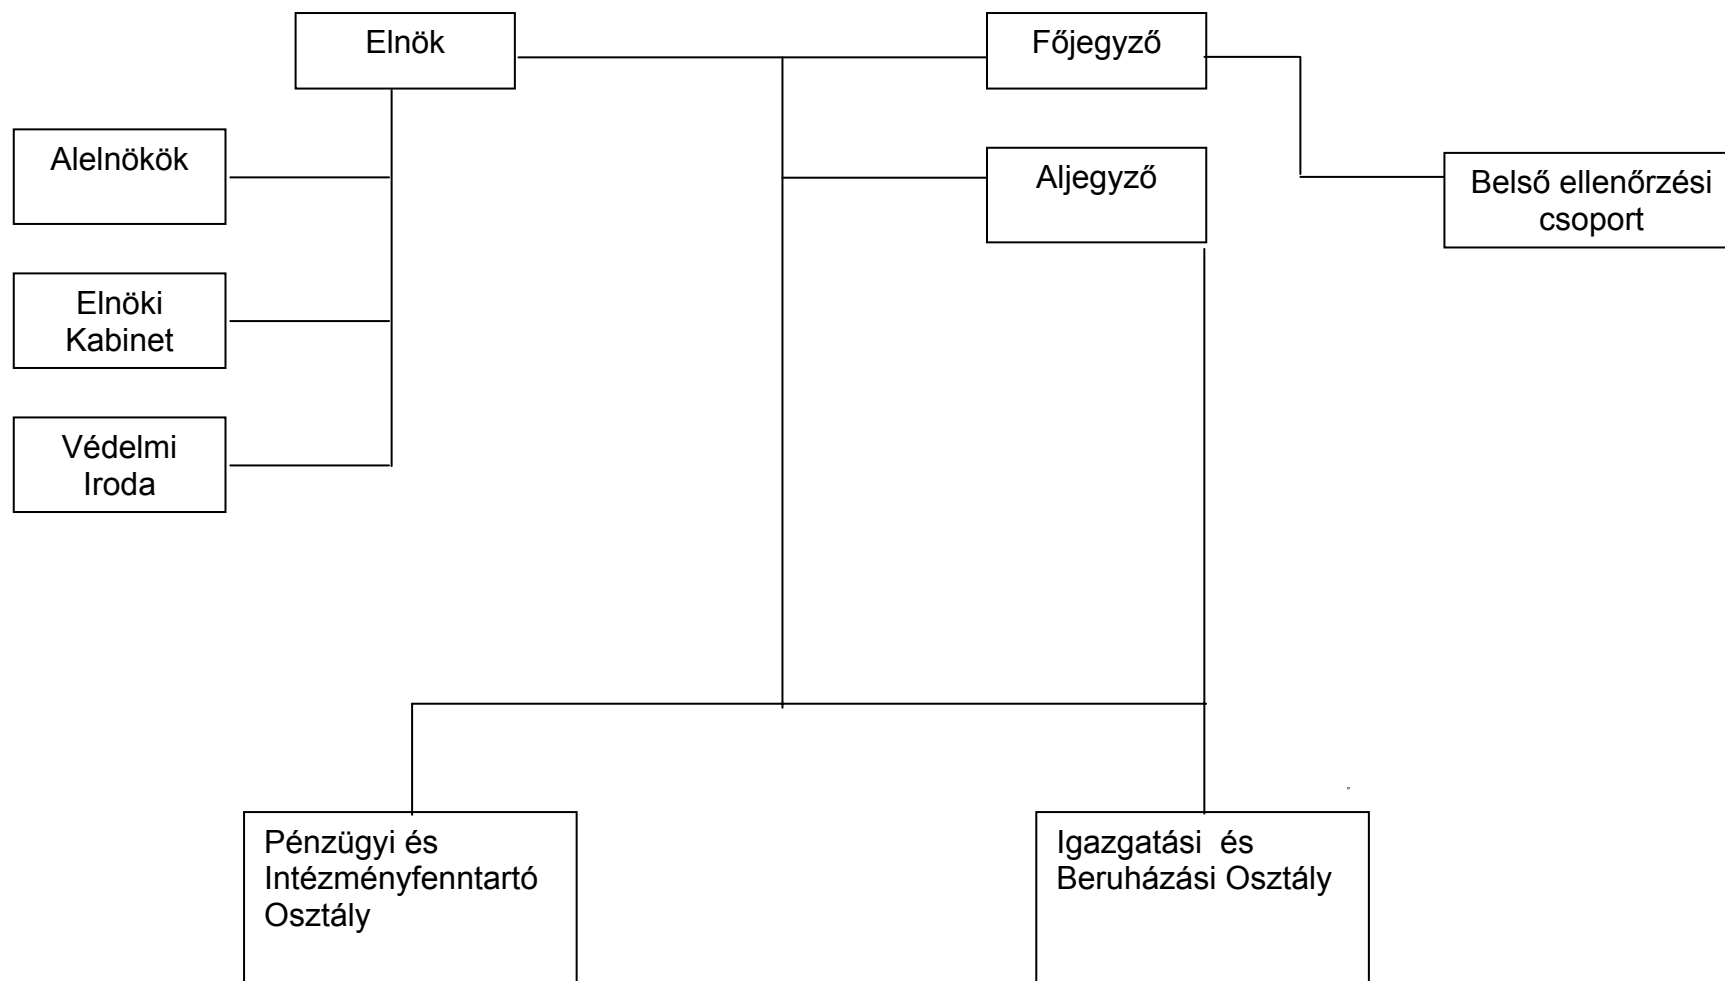 Elnök
Főjegyző
Alelnökök
Aljegyző
Belső ellenőrzési
csoport
Elnöki
Kabinet
Védelmi
Iroda
Pénzügyi és
Intézményfenntartó
Osztály
Igazgatási  és
Beruházási Osztály